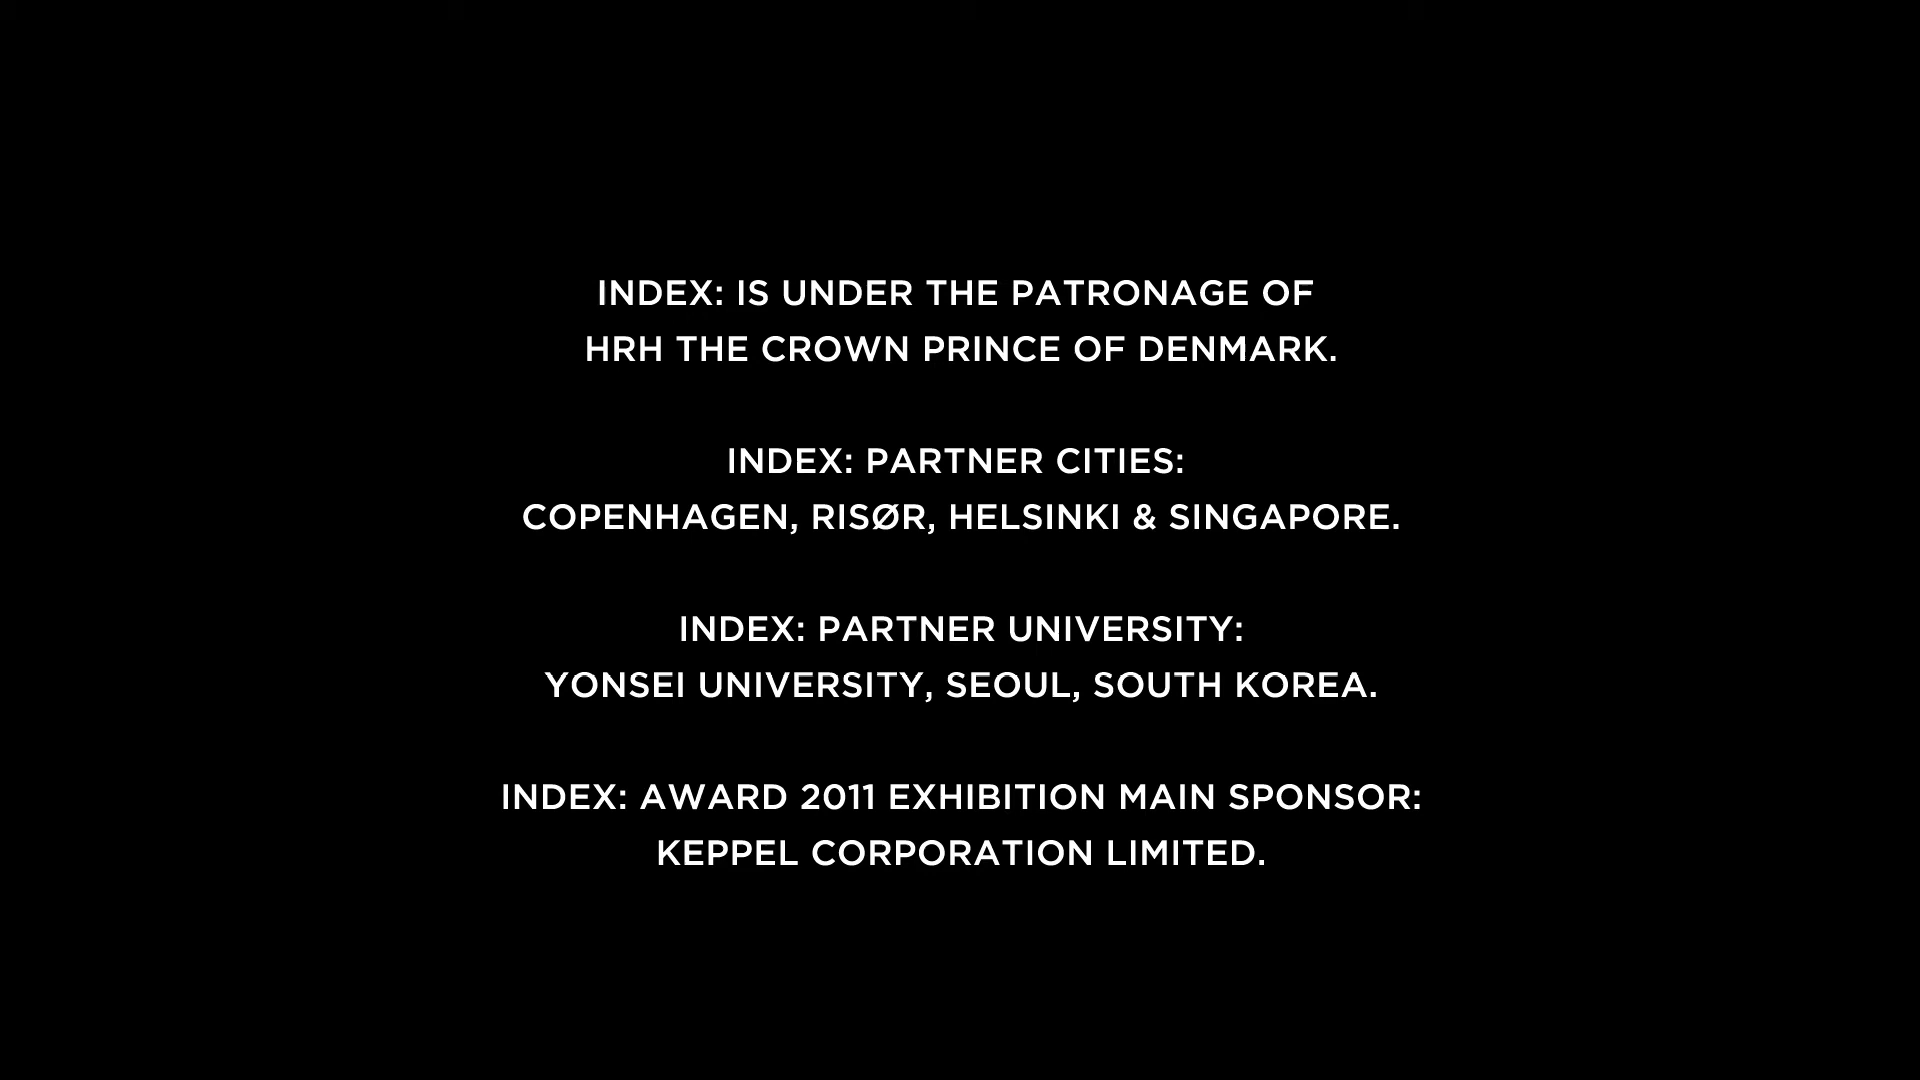 INDEX: IS UNDER THE PATRONAGE OF
HRH THE CROWN PRINCE OF DENMARK.
INDEX: PARTNER CITIES:
COPENHAGEN, RISØR, HELSINKI & SINGAPORE.
INDEX: PARTNER UNIVERSITY:
YONSEI UNIVERSITY, SEOUL, SOUTH KOREA.
INDEX: AWARD 2011 EXHIBITION MAIN SPONSOR:
KEPPEL CORPORATION LIMITED.